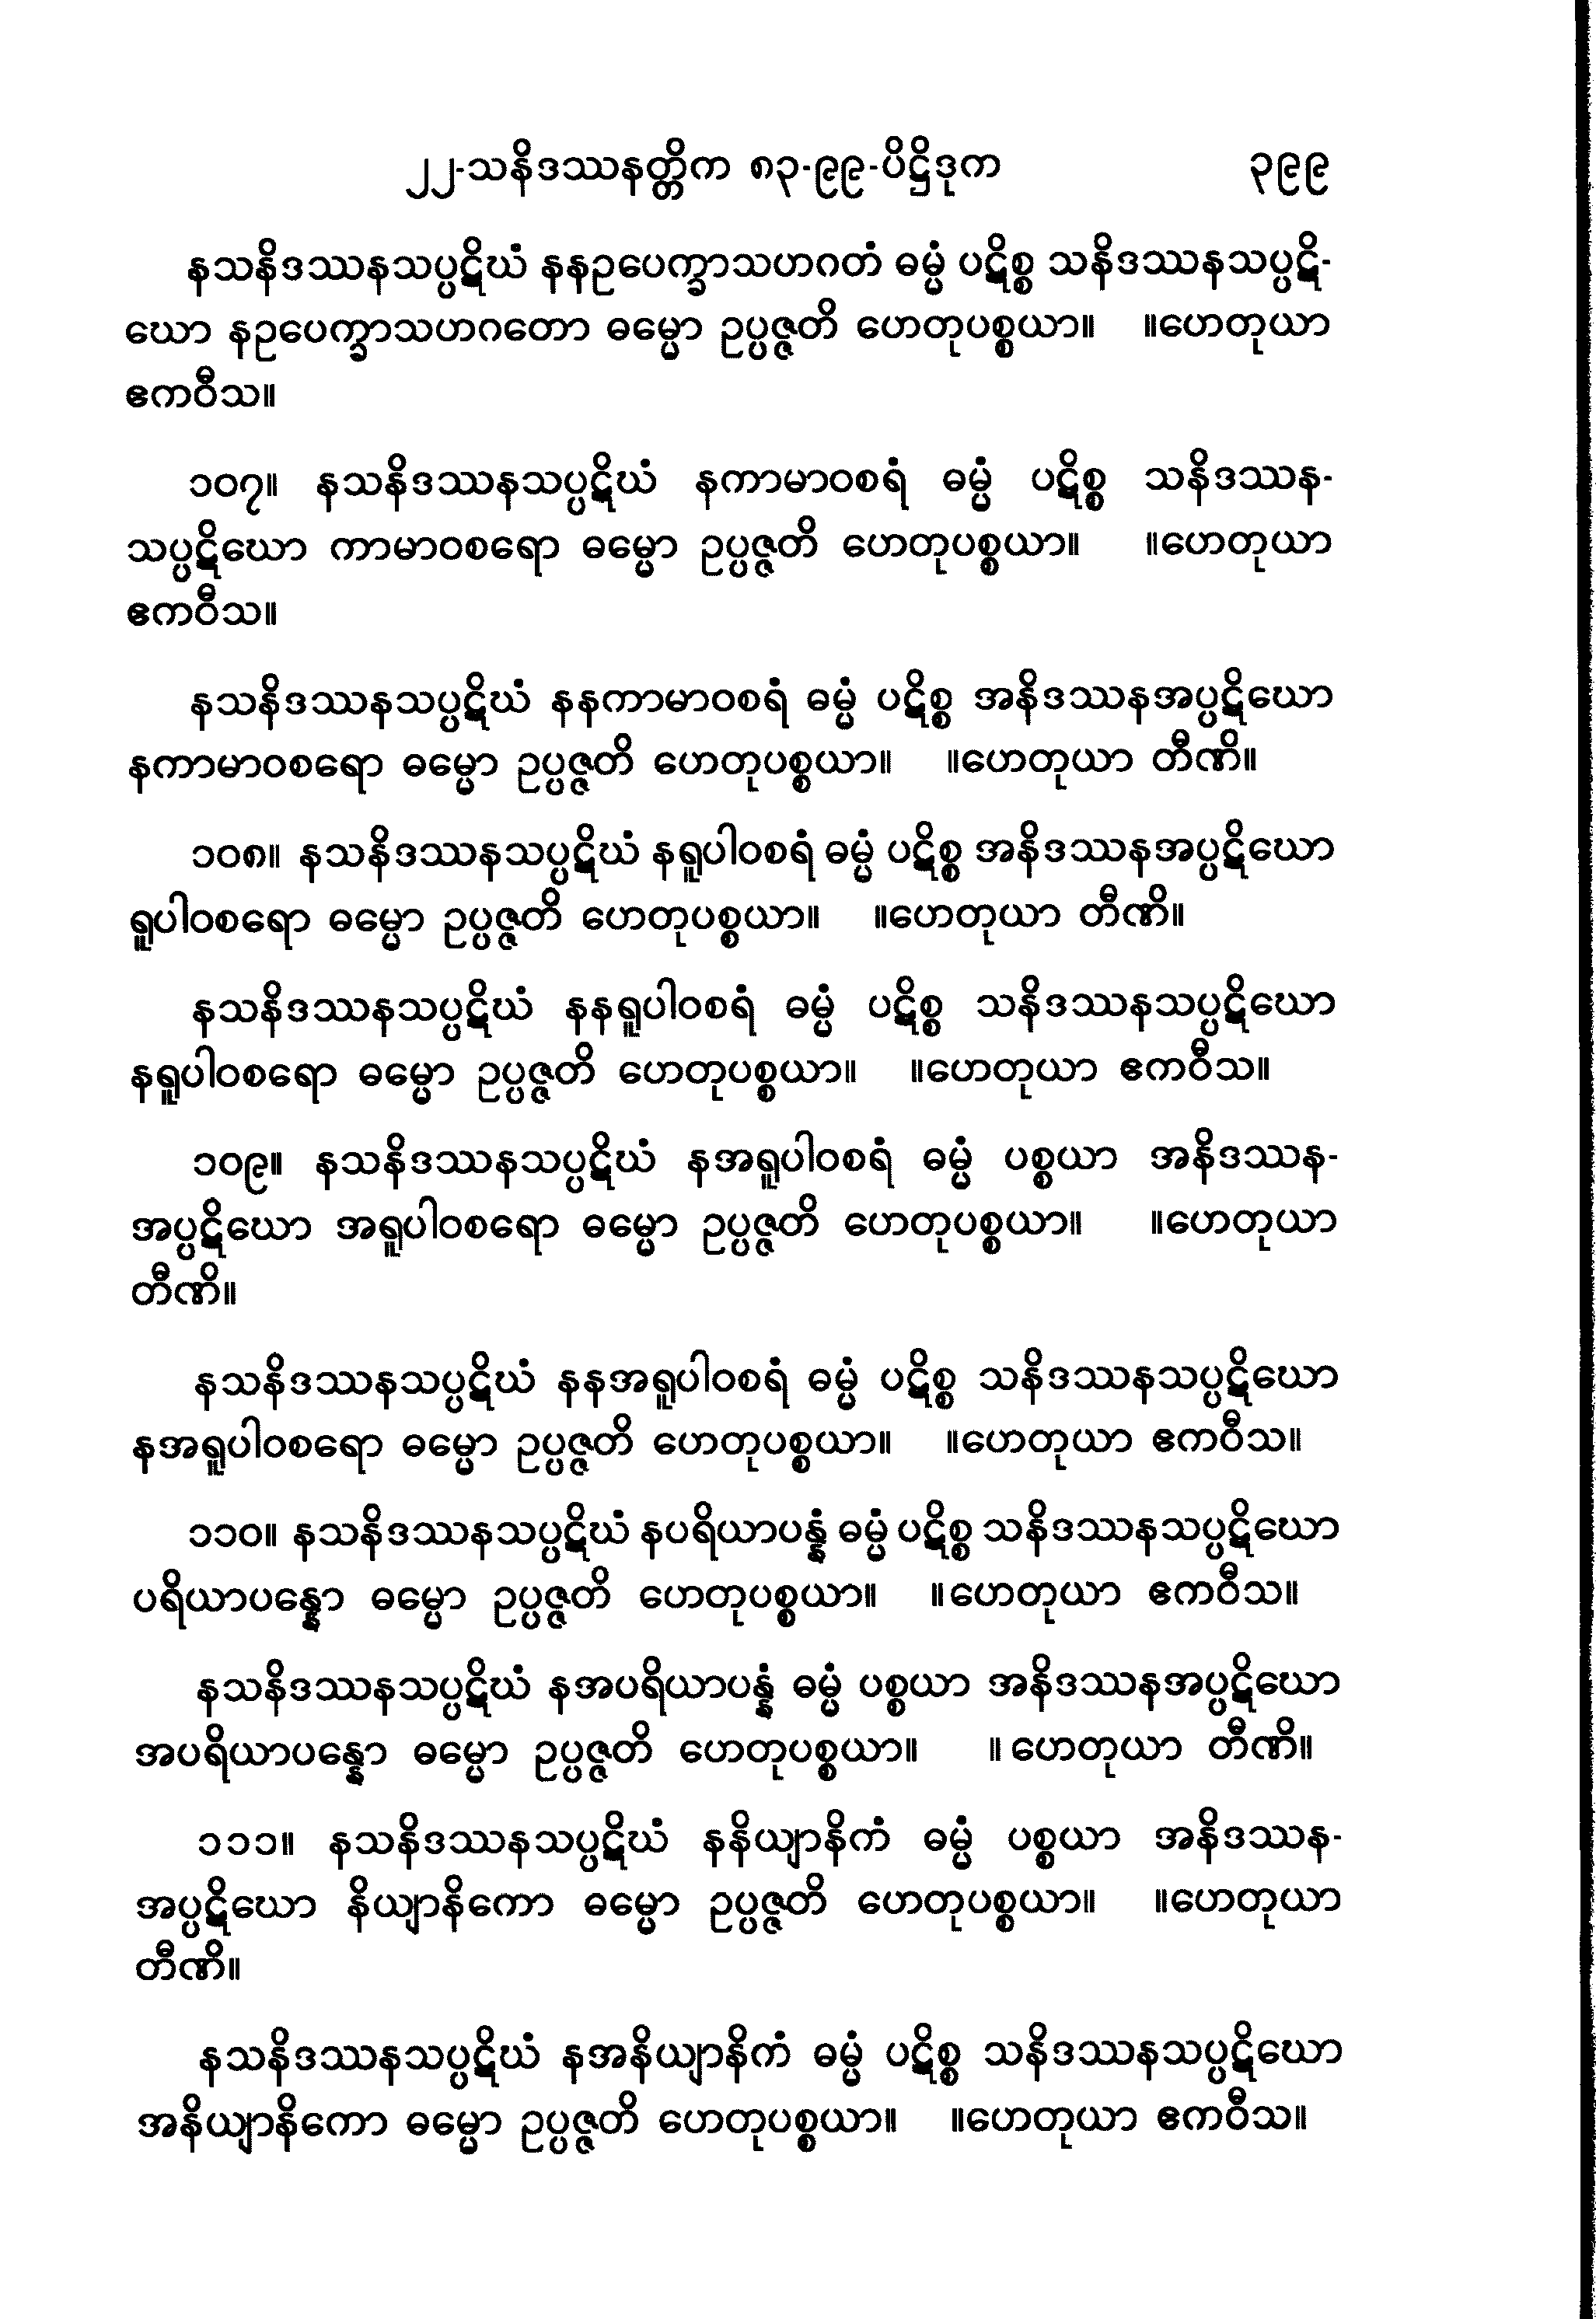 ၂၂-သနိဒဿနတ္တိက ၈၃-၉၉-ပိဋ္ဌိဒုက ၃၉၉
နသနိဒဿနသပ္ပဋိဃံ နနဥပေက္ခာသဟဂတံ ဓမ္မံ ပဋိစ္စ သနိဒဿနသပ္ပဋိ-
ဃော နဥပေက္ခာသဟဂတော ဓမ္မော ဥပ္ပဇ္ဇတိ ဟေတုပစ္စယာ။ ။ဟေတုယာ
ဧကဝီသ။
၁၀၇။ နသနိဒဿနသပ္ပဋိဃံ နကာမာဝစရံ ဓမ္မံ ပဋိစ္စ သနိဒဿန-
သပ္ပဋိဃော ကာမာဝစရော ဓမ္မော ဥပ္ပဇ္ဇတိ ဟေတုပစ္စယာ။ ။ဟေတုယာ
ဧကဝီသ။
နသနိဒဿနသပ္ပဋိဃံ နနကာမာဝစရံ ဓမ္မံ ပဋိစ္စ အနိဒဿနအပ္ပဋိဃော
နကာမာဝစရော ဓမ္မော ဥပ္ပဇ္ဇတိ ဟေတုပစ္စယာ။ ။ဟေတုယာ တီဏိ။
၁၀၈။ နသနိဒဿနသပ္ပဋိဃံ နရူပါဝစရံ ဓမ္မံ ပဋိစ္စ အနိဒဿနအပ္ပဋိဃော
ရူပါဝစရော ဓမ္မော ဥပ္ပဇ္ဇတိ ဟေတုပစ္စယာ။ ။ဟေတုယာ တီဏိ။
နသနိဒဿနသပ္ပဋိဃံ နနရူပါဝစရံ ဓမ္မံ ပဋိစ္စ သနိဒဿနသပ္ပဋိဃော
နရူပါဝစရော ဓမ္မော ဥပ္ပဇ္ဇတိ ဟေတုပစ္စယာ။ ။ဟေတုယာ ဧကဝီသ။
၁၀၉။ နသနိဒဿနသပ္ပဋိဃံ နအရူပါဝစရံ ဓမ္မံ ပစ္စယာ အနိဒဿန-
အပ္ပဋိဃော အရူပါဝစရော ဓမ္မော ဥပ္ပဇ္ဇတိ ဟေတုပစ္စယာ။ ။ဟေတုယာ
တီဏိ။
နသနိဒဿနသပ္ပဋိဃံ နနအရူပါဝစရံ ဓမ္မံ ပဋိစ္စ သနိဒဿနသပ္ပဋိဃော
နအရူပါဝစရော ဓမ္မော ဥပ္ပဇ္ဇတိ ဟေတုပစ္စယာ။ ။ဟေတုယာ ဧကဝီသ။
၁၁၀။ နသနိဒဿနသပ္ပဋိဃံ နပရိယာပန္နံ ဓမ္မံ ပဋိစ္စ သနိဒဿနသပ္ပဋိဃော
ပရိယာပန္နော ဓမ္မော ဥပ္ပဇ္ဇတိ ဟေတုပစ္စယာ။ ။ဟေတုယာ ဧကဝီသ။
နသနိဒဿနသပ္ပဋိဃံ နအပရိယာပန္နံ ဓမ္မံ ပစ္စယာ အနိဒဿနအပ္ပဋိဃော
အပရိယာပန္နော ဓမ္မော ဥပ္ပဇ္ဇတိ ဟေတုပစ္စယာ။ ။ဟေတုယာ တီဏိ။
၁၁၁။ နသနိဒဿနသပ္ပဋိဃံ နနိယျာနိကံ ဓမ္မံ ပစ္စယာ အနိဒဿန-
အပ္ပဋိဃော နိယျာနိကော ဓမ္မော ဥပ္ပဇ္ဇတိ ဟေတုပစ္စယာ။ ။ဟေတုယာ
တီဏိ။
နသနိဒဿနသပ္ပဋိဃံ နအနိယျာနိကံ ဓမ္မံ ပဋိစ္စ သနိဒဿနသပ္ပဋိဃော
အနိယျာနိကော ဓမ္မော ဥပ္ပဇ္ဇတိ ဟေတုပစ္စယာ။ ။ဟေတုယာ ဧကဝီသ။